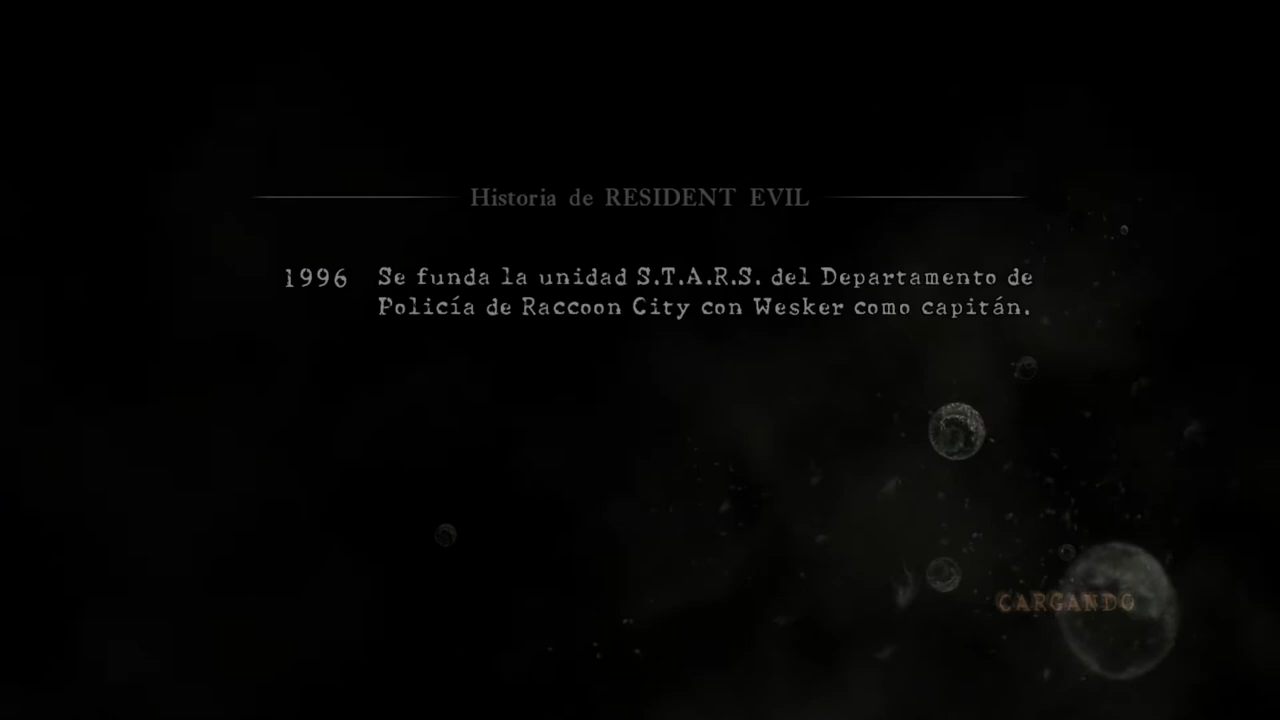 Historia de RESIDENT EVIL
1996 Se funda la unidad S.T.A.R.S. del Departamento de
Policía de Raccoon City con Wesker como capitán.
CARGANDO